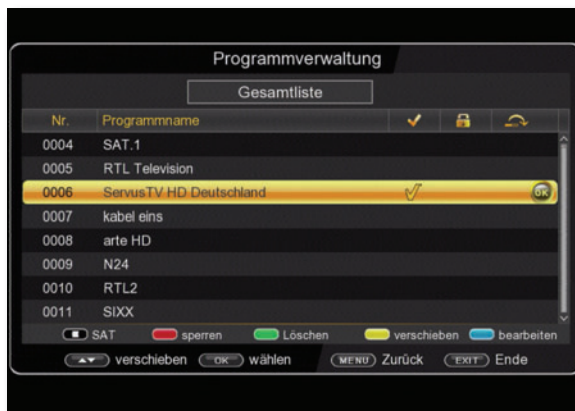 Programmverwaltung
Gesamtliste
Nr. Programmname
0004 SAT.1
0005 RTL Television
0006 ServusTV HD Deutschland OK
0007 kabel eins
0008 arte HD
0009 N24
0010 RTL2
0011 SIXX
SAT sperren Löschen verschieben bearbeiten
verschieben OK wählen MENU Zurück EXIT Ende